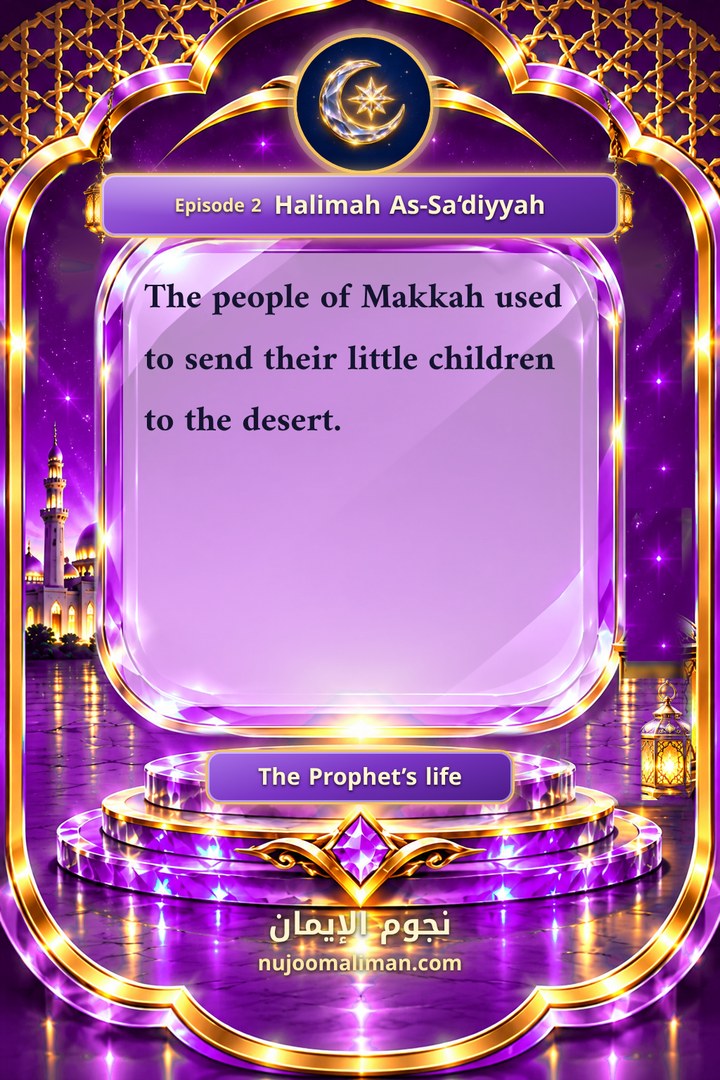 Episode 2 Halimah As-Sa‘diyyah
The people of Makkah used
to send their little children
to the desert.
The Prophet’s life
نجوم الإيمان
nujoomaliman.com